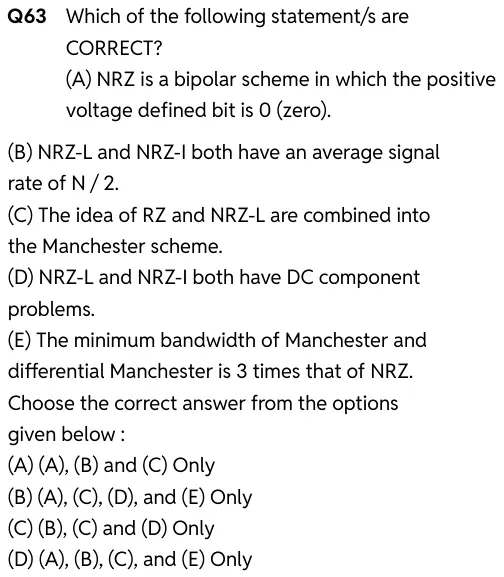 Q63 Which of the following statement/s are
CORRECT?
(A) NRZ is a bipolar scheme in which the positive
voltage defined bit is 0 (zero).
(B) NRZ-L and NRZ-I both have an average signal
rate of N / 2.
(C) The idea of RZ and NRZ-L are combined into
the Manchester scheme.
(D) NRZ-L and NRZ-I both have DC component
problems.
(E) The minimum bandwidth of Manchester and
differential Manchester is 3 times that of NRZ.
Choose the correct answer from the options
given below :
(A) (A), (B) and (C) Only
(B) (A), (C), (D), and (E) Only
(C) (B), (C) and (D) Only
(D) (A), (B), (C), and (E) Only